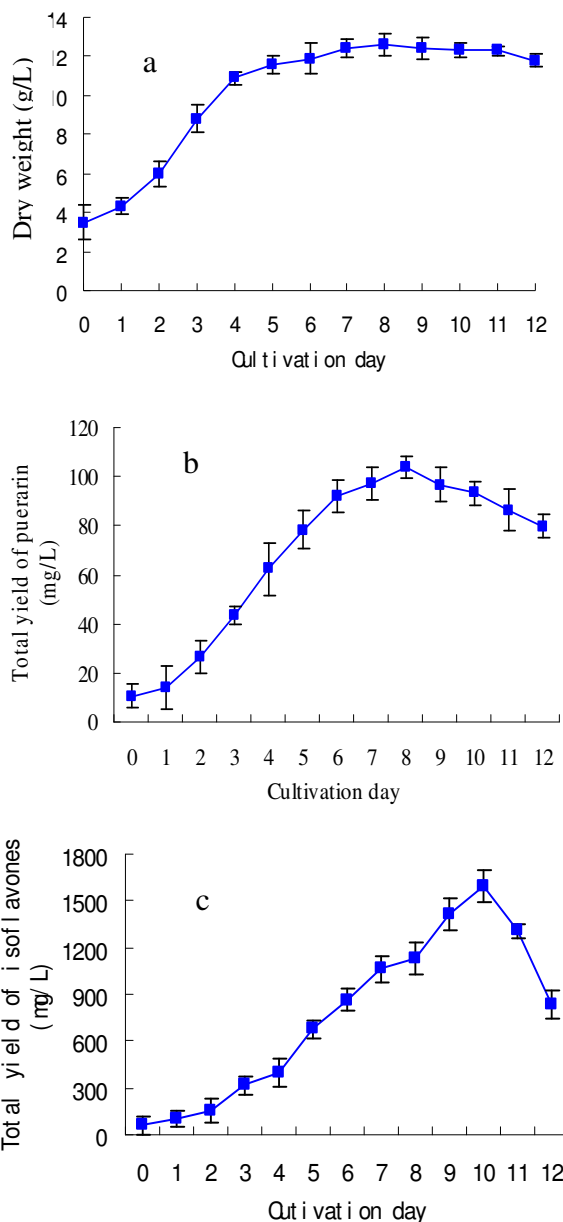 14
12
10
8
6
4
2
0
Dry weight (g/L)
a
0 1 2 3 4 5 6 7 8 9 10 11 12
Cultivation day
120
100
80
60
40
20
0
Total yield of puerarin
(mg/L)
b
0 1 2 3 4 5 6 7 8 9 10 11 12
Cultivation day
1800
1500
1200
900
600
300
0
Total yield of isoflavones
(mg/L)
c
0 1 2 3 4 5 6 7 8 9 10 11 12
Cutivation day